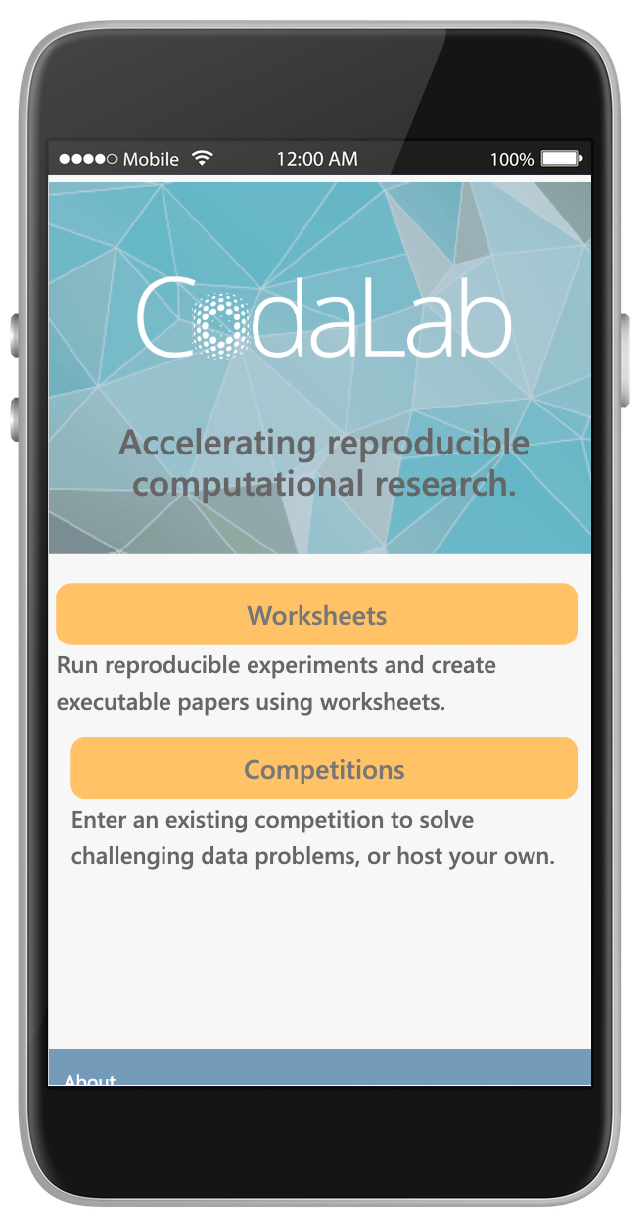 Mobile 12:00 AM 100%
CodaLab
Accelerating reproducible
computational research.
Worksheets
Run reproducible experiments and create
executable papers using worksheets.
Competitions
Enter an existing competition to solve
challenging data problems, or host your own.
About